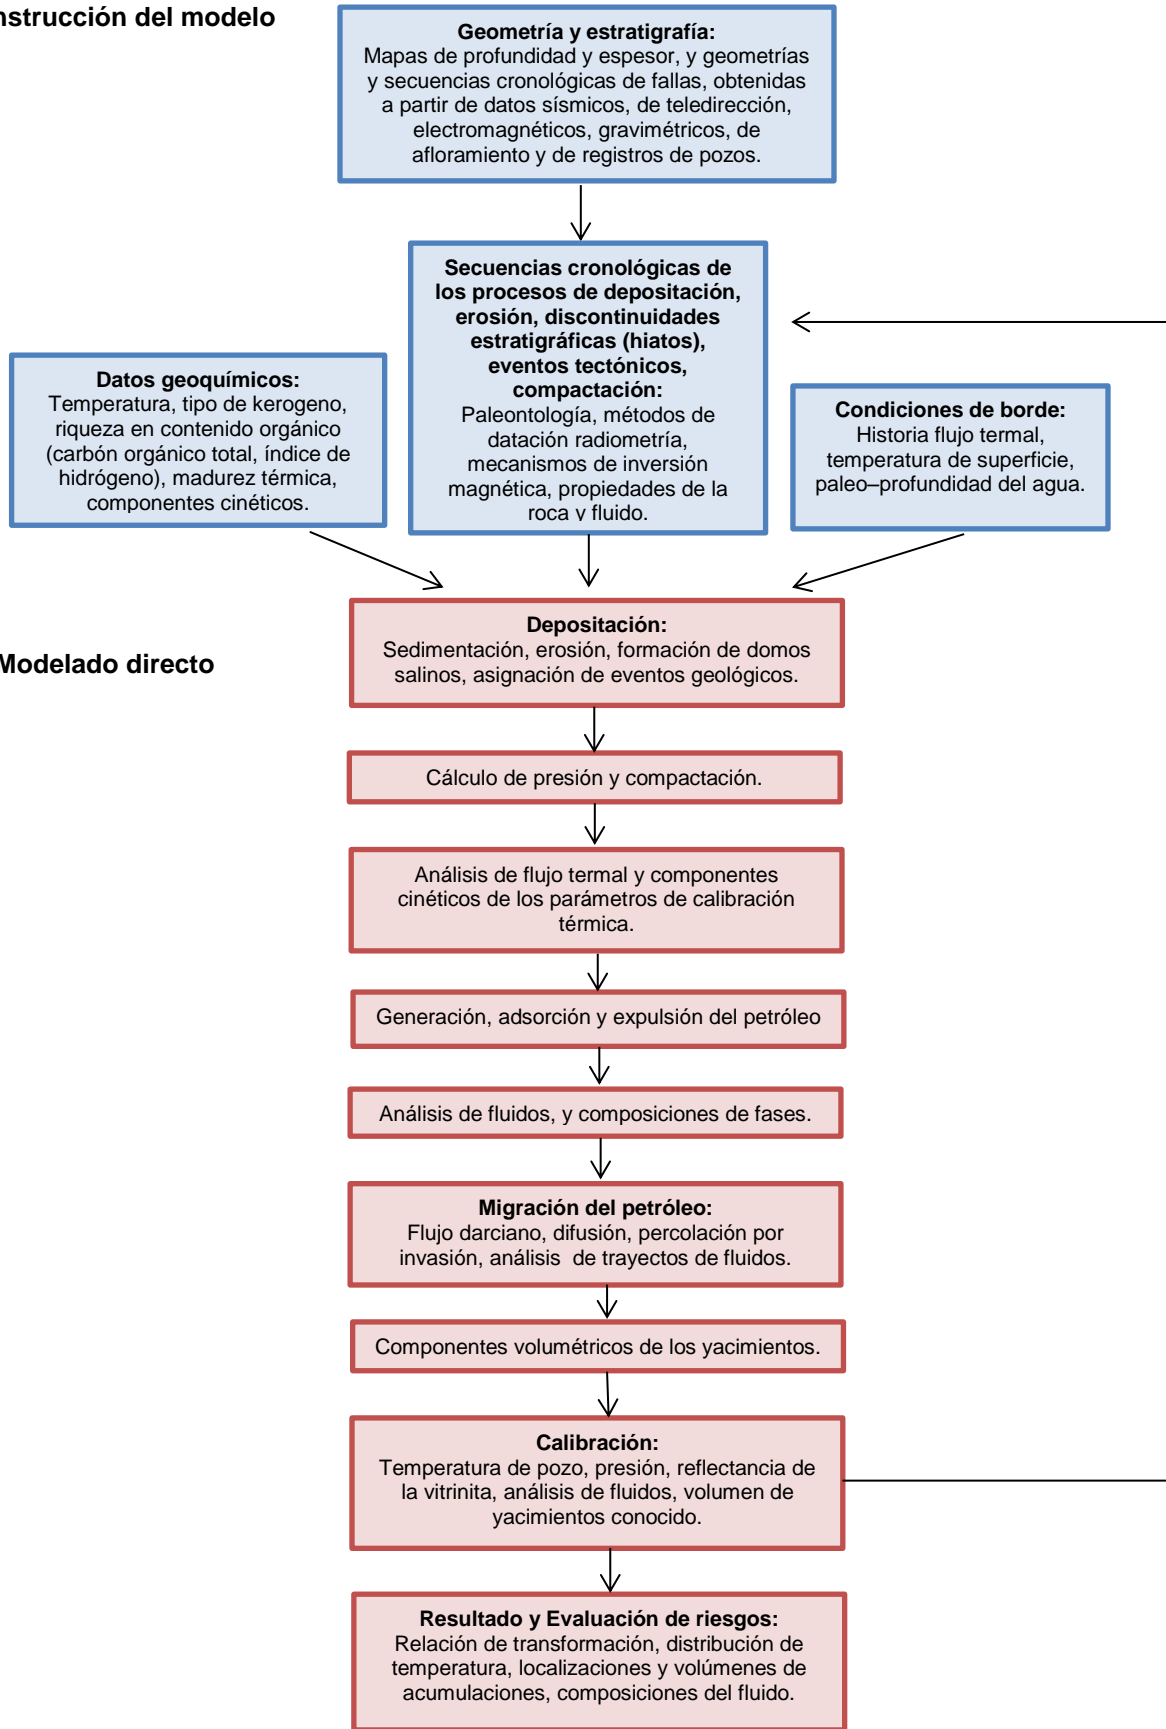 nstrucción del modelo
Geometría y estratigrafía:
Mapas de profundidad y espesor, y geometrías
y secuencias cronológicas de fallas, obtenidas
a partir de datos sísmicos, de teledirección,
electromagnéticos, gravimétricos, de
afloramiento y de registros de pozos.
Secuencias cronológicas de
los procesos de depositación,
erosión, discontinuidades
estratigráficas (hiatos),
eventos tectónicos,
compactación:
Paleontología, métodos de
datación radiometría,
mecanismos de inversión
magnética, propiedades de la
roca y fluido.
Datos geoquímicos:
Temperatura, tipo de kerogeno,
riqueza en contenido orgánico
(carbón orgánico total, índice de
hidrógeno), madurez térmica,
componentes cinéticos.
Condiciones de borde:
Historia flujo termal,
temperatura de superficie,
paleo–profundidad del agua.
Modelado directo
Depositación:
Sedimentación, erosión, formación de domos
salinos, asignación de eventos geológicos.
Cálculo de presión y compactación.
Análisis de flujo termal y componentes
cinéticos de los parámetros de calibración
térmica.
Generación, adsorción y expulsión del petróleo
Análisis de fluidos, y composiciones de fases.
Migración del petróleo:
Flujo darciano, difusión, percolación por
invasión, análisis  de trayectos de fluidos.
Componentes volumétricos de los yacimientos.
Calibración:
Temperatura de pozo, presión, reflectancia de
la vitrinita, análisis de fluidos, volumen de
yacimientos conocido.
Resultado y Evaluación de riesgos:
Relación de transformación, distribución de
temperatura, localizaciones y volúmenes de
acumulaciones, composiciones del fluido.